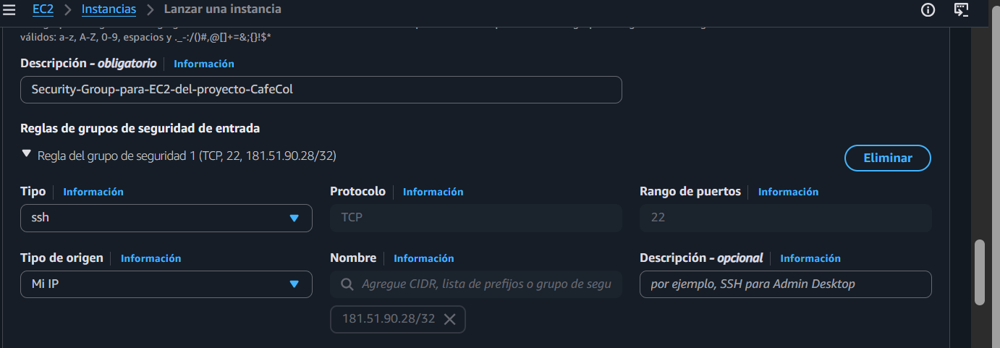 EC2 > Instancias > Lanzar una instancia
válidos: a-z, A-Z, 0-9, espacios y ._-:/()#,@[]+=&;{}!$*
Descripción - obligatorio Información
Security-Group-para-EC2-del-proyecto-CafeCol
Reglas de grupos de seguridad de entrada
Regla del grupo de seguridad 1 (TCP, 22, 181.51.90.28/32) Eliminar
Tipo Información Protocolo Información Rango de puertos Información
ssh TCP 22
Tipo de origen Información Nombre Información Descripción - opcional Información
Mi IP Agregue CIDR, lista de prefijos o grupo de segu por ejemplo, SSH para Admin Desktop
181.51.90.28/32